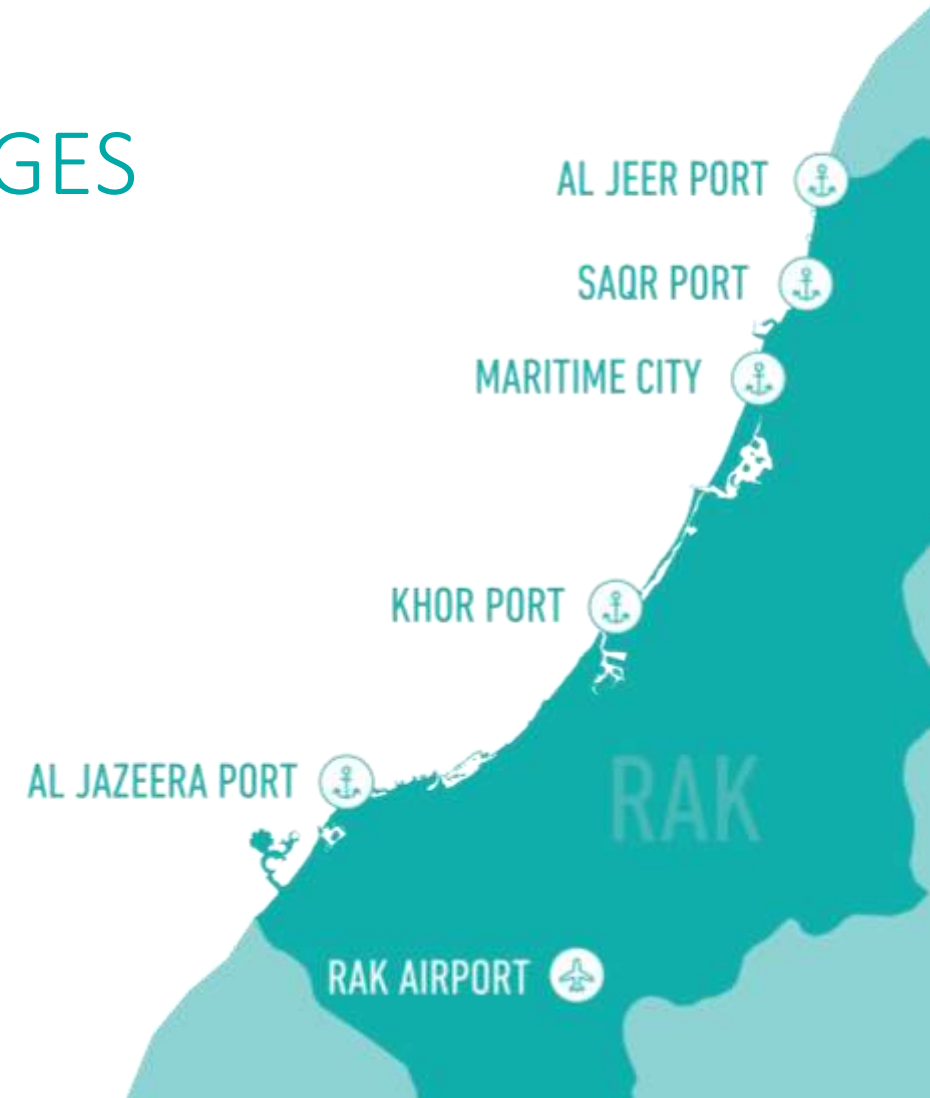 GES
AL JEER PORT
SAQR PORT
MARITIME CITY
KHOR PORT
AL JAZEERA PORT
RAK
RAK AIRPORT